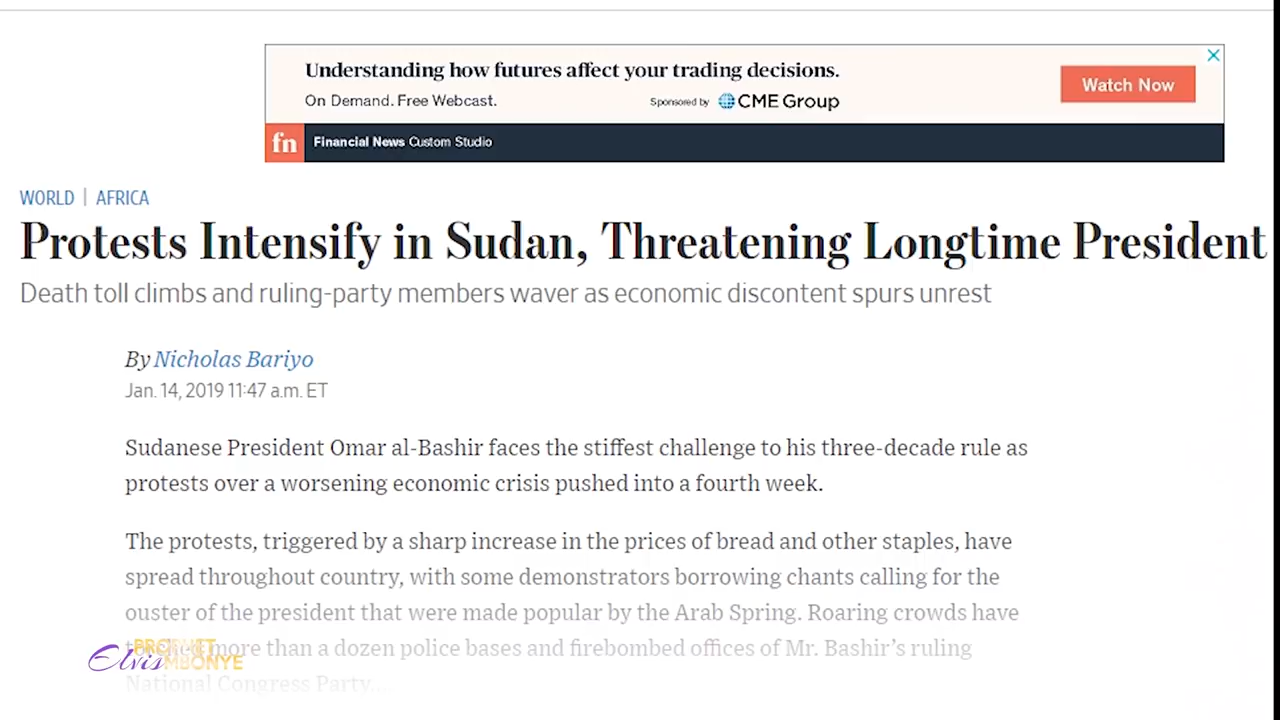 Understanding how futures affect your trading decisions.
On Demand. Free Webcast.
Sponsored by CME Group
Watch Now
fn Financial News Custom Studio
WORLD | AFRICA
Protests Intensify in Sudan, Threatening Longtime President
Death toll climbs and ruling-party members waver as economic discontent spurs unrest
By Nicholas Bariyo
Jan. 14, 2019 11:47 a.m. ET
Sudanese President Omar al-Bashir faces the stiffest challenge to his three-decade rule as
protests over a worsening economic crisis pushed into a fourth week.
The protests, triggered by a sharp increase in the prices of bread and other staples, have
spread throughout country, with some demonstrators borrowing chants calling for the
ouster of the president that were made popular by the Arab Spring. Roaring crowds have
more than a dozen police bases and firebombed offices of Mr. Bashir's ruling
National Congress Party...
PROPHET
Elvis MBONYE